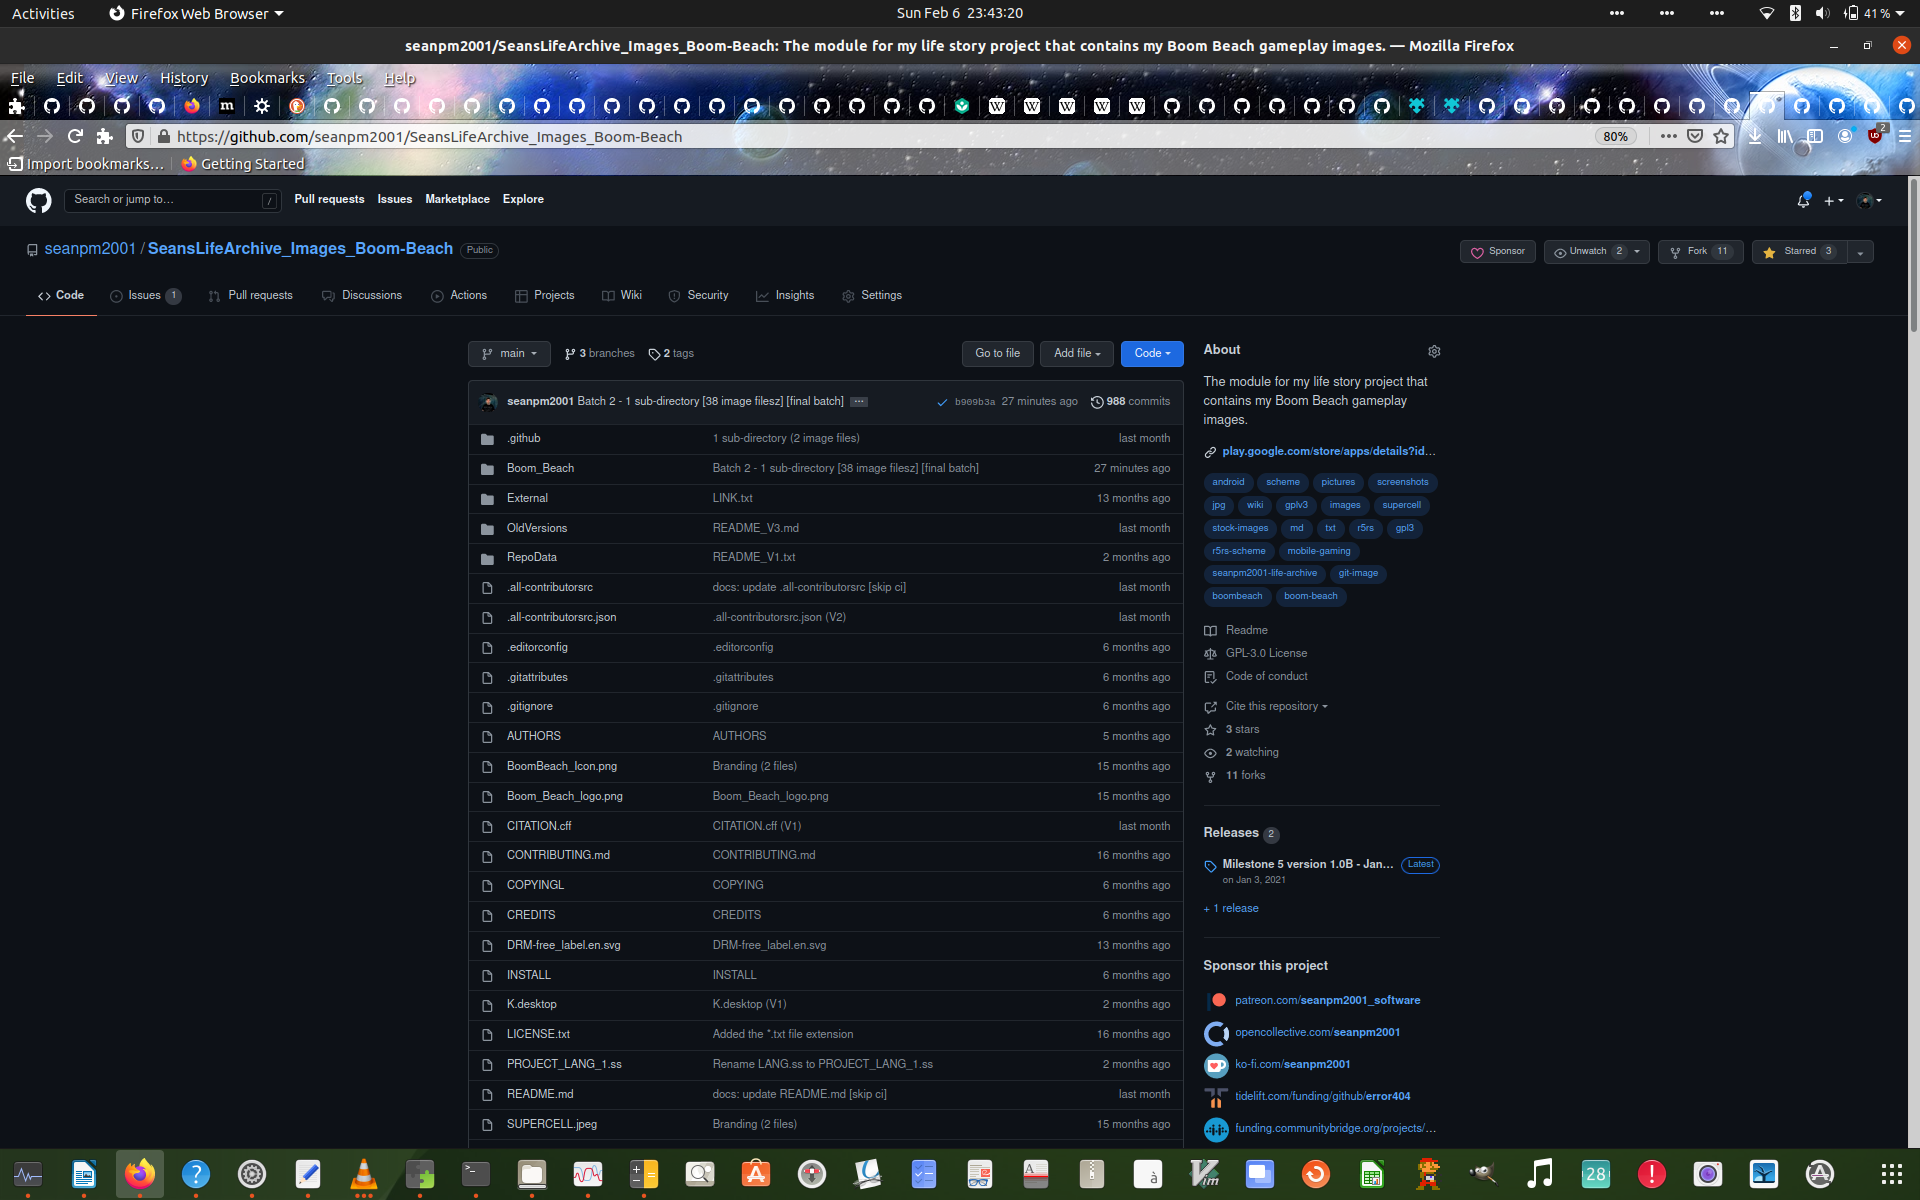 Activities Firefox Web Browser Sun Feb 6 23:43:20 41 %
seanpm2001/SeansLifeArchive_Images_Boom-Beach: The module for my life story project that contains my Boom Beach gameplay images. — Mozilla Firefox
File Edit View History Bookmarks Tools Help
https://github.com/seanpm2001/SeansLifeArchive_Images_Boom-Beach 80% 2
Import bookmarks… Getting Started
Search or jump to… / Pull requests Issues Marketplace Explore
seanpm2001 / SeansLifeArchive_Images_Boom-Beach Public Sponsor Unwatch 2 Fork 11 Starred 3
Code Issues 1 Pull requests Discussions Actions Projects Wiki Security Insights Settings
main 3 branches 2 tags Go to file Add file Code
seanpm2001 Batch 2 - 1 sub-directory [38 image filesz] [final batch] ... b909b3a 27 minutes ago 988 commits
.github 1 sub-directory (2 image files) last month
Boom_Beach Batch 2 - 1 sub-directory [38 image filesz] [final batch] 27 minutes ago
External LINK.txt 13 months ago
OldVersions README_V3.md last month
RepoData README_V1.txt 2 months ago
.all-contributorsrc docs: update .all-contributorsrc [skip ci] last month
.all-contributorsrc.json .all-contributorsrc.json (V2) last month
.editorconfig .editorconfig 6 months ago
.gitattributes .gitattributes 6 months ago
.gitignore .gitignore 6 months ago
AUTHORS AUTHORS 5 months ago
BoomBeach_Icon.png Branding (2 files) 15 months ago
Boom_Beach_logo.png Boom_Beach_logo.png 15 months ago
CITATION.cff CITATION.cff (V1) last month
CONTRIBUTING.md CONTRIBUTING.md 16 months ago
COPYINGL COPYING 6 months ago
CREDITS CREDITS 6 months ago
DRM-free_label.en.svg DRM-free_label.en.svg 13 months ago
INSTALL INSTALL 6 months ago
K.desktop K.desktop (V1) 2 months ago
LICENSE.txt Added the *.txt file extension 16 months ago
PROJECT_LANG_1.ss Rename LANG.ss to PROJECT_LANG_1.ss 2 months ago
README.md docs: update README.md [skip ci] last month
SUPERCELL.jpeg Branding (2 files) 15 months ago
About
The module for my life story project that
contains my Boom Beach gameplay
images.
play.google.com/store/apps/details?id…
android scheme pictures screenshots
jpg wiki gplv3 images supercell
stock-images md txt r5rs gpl3
r5rs-scheme mobile-gaming
seanpm2001-life-archive git-image
boombeach boom-beach
Readme
GPL-3.0 License
Code of conduct
Cite this repository
3 stars
2 watching
11 forks
Releases 2
Milestone 5 version 1.0B - Jan… Latest
on Jan 3, 2021
+ 1 release
Sponsor this project
patreon.com/seanpm2001_software
opencollective.com/seanpm2001
ko-fi.com/seanpm2001
tidelift.com/funding/github/error404
funding.communitybridge.org/projects/…
28